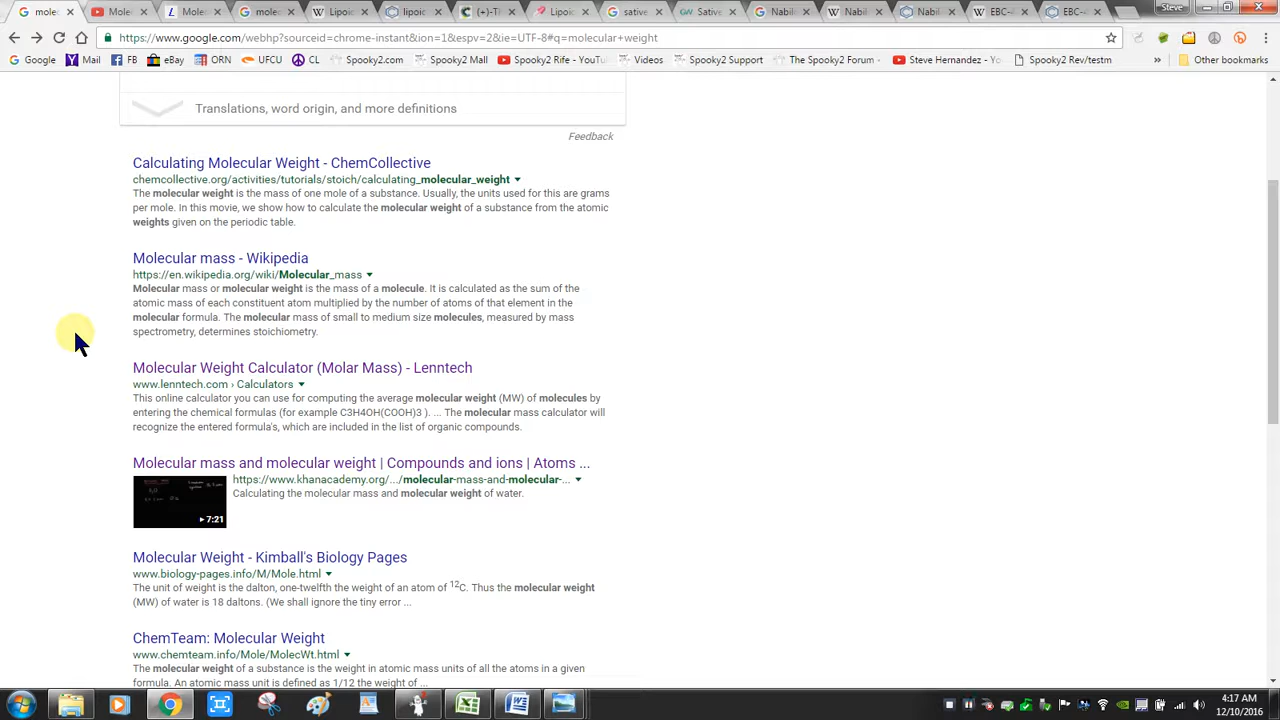 mole: Molec Molec molec Lipoic lipoic (+)-Tl Lipoic sative Sative Nabil Nabil Nabil EBC- EBC- Steve
https://www.google.com/webhp?sourceid=chrome-instant&ion=1&espv=2&ie=UTF-8#q=molecular+weight
Google Mail FB eBay ORN UFCU CL Spooky2.com Spooky2 Mall Spooky2 Rife - YouTu Videos Spooky2 Support The Spooky2 Forum - Steve Hernandez - Yo Spooky2 Rev/testm » Other bookmarks
Translations, word origin, and more definitions
Feedback
Calculating Molecular Weight - ChemCollective
chemcollective.org/activities/tutorials/stoich/calculating_molecular_weight
The molecular weight is the mass of one mole of a substance. Usually, the units used for this are grams
per mole. In this movie, we show how to calculate the molecular weight of a substance from the atomic
weights given on the periodic table.
Molecular mass - Wikipedia
https://en.wikipedia.org/wiki/Molecular_mass
Molecular mass or molecular weight is the mass of a molecule. It is calculated as the sum of the
atomic mass of each constituent atom multiplied by the number of atoms of that element in the
molecular formula. The molecular mass of small to medium size molecules, measured by mass
spectrometry, determines stoichiometry.
Molecular Weight Calculator (Molar Mass) - Lenntech
www.lenntech.com › Calculators
This online calculator you can use for computing the average molecular weight (MW) of molecules by
entering the chemical formulas (for example C3H4OH(COOH)3 ). ... The molecular mass calculator will
recognize the entered formula's, which are included in the list of organic compounds.
Molecular mass and molecular weight | Compounds and ions | Atoms ...
https://www.khanacademy.org/.../molecular-mass-and-molecular-...
Calculating the molecular mass and molecular weight of water.
7:21
Molecular Weight - Kimball's Biology Pages
www.biology-pages.info/M/Mole.html
The unit of weight is the dalton, one-twelfth the weight of an atom of 12C. Thus the molecular weight
(MW) of water is 18 daltons. (We shall ignore the tiny error ...
ChemTeam: Molecular Weight
www.chemteam.info/Mole/MolecWt.html
The molecular weight of a substance is the weight in atomic mass units of all the atoms in a given
formula. An atomic mass unit is defined as 1/12 the weight of ...
4:17 AM
12/10/2016